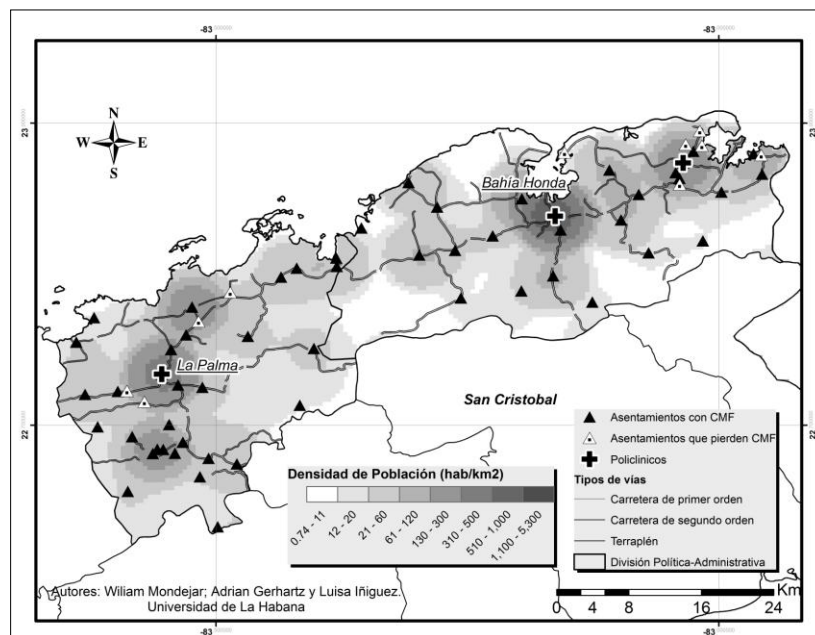 -83
-83
N
W E
S
23
23
Bahía Honda
La Palma
San Cristobal
22
22
Asentamientos con CMF
Asentamientos que pierden CMF
Policlinicos
Tipos de vías
Carretera de primer orden
Carretera de segundo orden
Terraplén
División Política-Administrativa
Densidad de Población (hab/km2)
0.74 - 11
12 - 20
21 - 60
61 - 120
130 - 300
310 - 500
510 - 1,000
1,100 - 5,300
Autores: Wiliam Mondejar; Adrian Gerhartz y Luisa Iñiguez.
Universidad de La Habana
Km
0 4 8 16 24
-83
-83